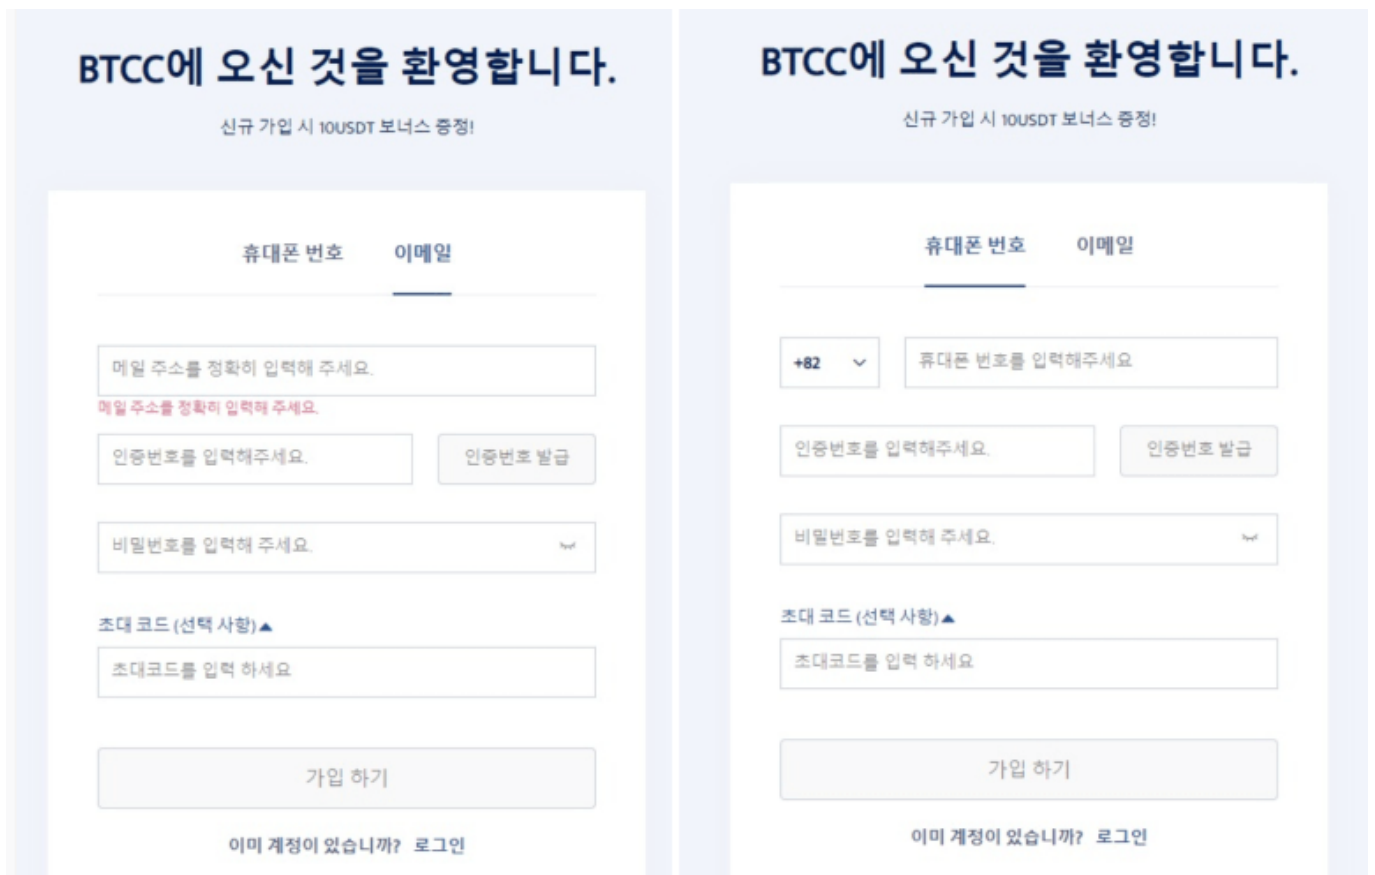 BTCC에 오신 것을 환영합니다.
신규 가입 시 10USDT 보너스 증정!
휴대폰 번호 이메일
메일 주소를 정확히 입력해 주세요.
메일 주소를 정확히 입력해 주세요.
인증번호를 입력해주세요. 인증번호 발급
비밀번호를 입력해 주세요.
초대 코드 (선택 사항)▲
초대코드를 입력 하세요
가입 하기
이미 계정이 있습니까? 로그인
BTCC에 오신 것을 환영합니다.
신규 가입 시 10USDT 보너스 증정!
휴대폰 번호 이메일
+82 휴대폰 번호를 입력해주세요
인증번호를 입력해주세요. 인증번호 발급
비밀번호를 입력해 주세요.
초대 코드 (선택 사항)▲
초대코드를 입력 하세요
가입 하기
이미 계정이 있습니까? 로그인